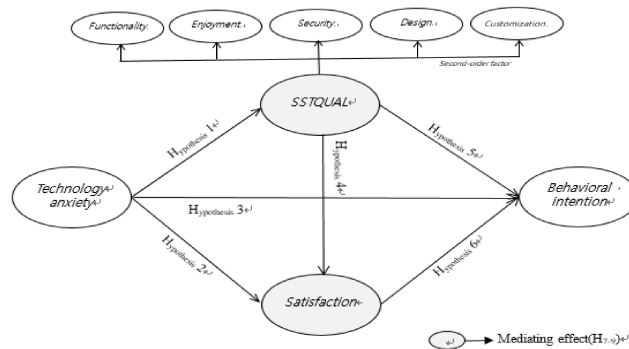 Functionality.
Enjoyment.
Security.
Design.
Customization.
Second-order factor
SSTQUAL↵
Hypothesis 1↵
Hypothesis 5↵
Hypothesis 4↵
Technology↵
anxiety↵
Hypothesis 3↵
Behavioral
intention↵
Hypothesis 2↵
Hypothesis 6↵
Satisfaction↵
↵
Mediating effect(H7-9)↵